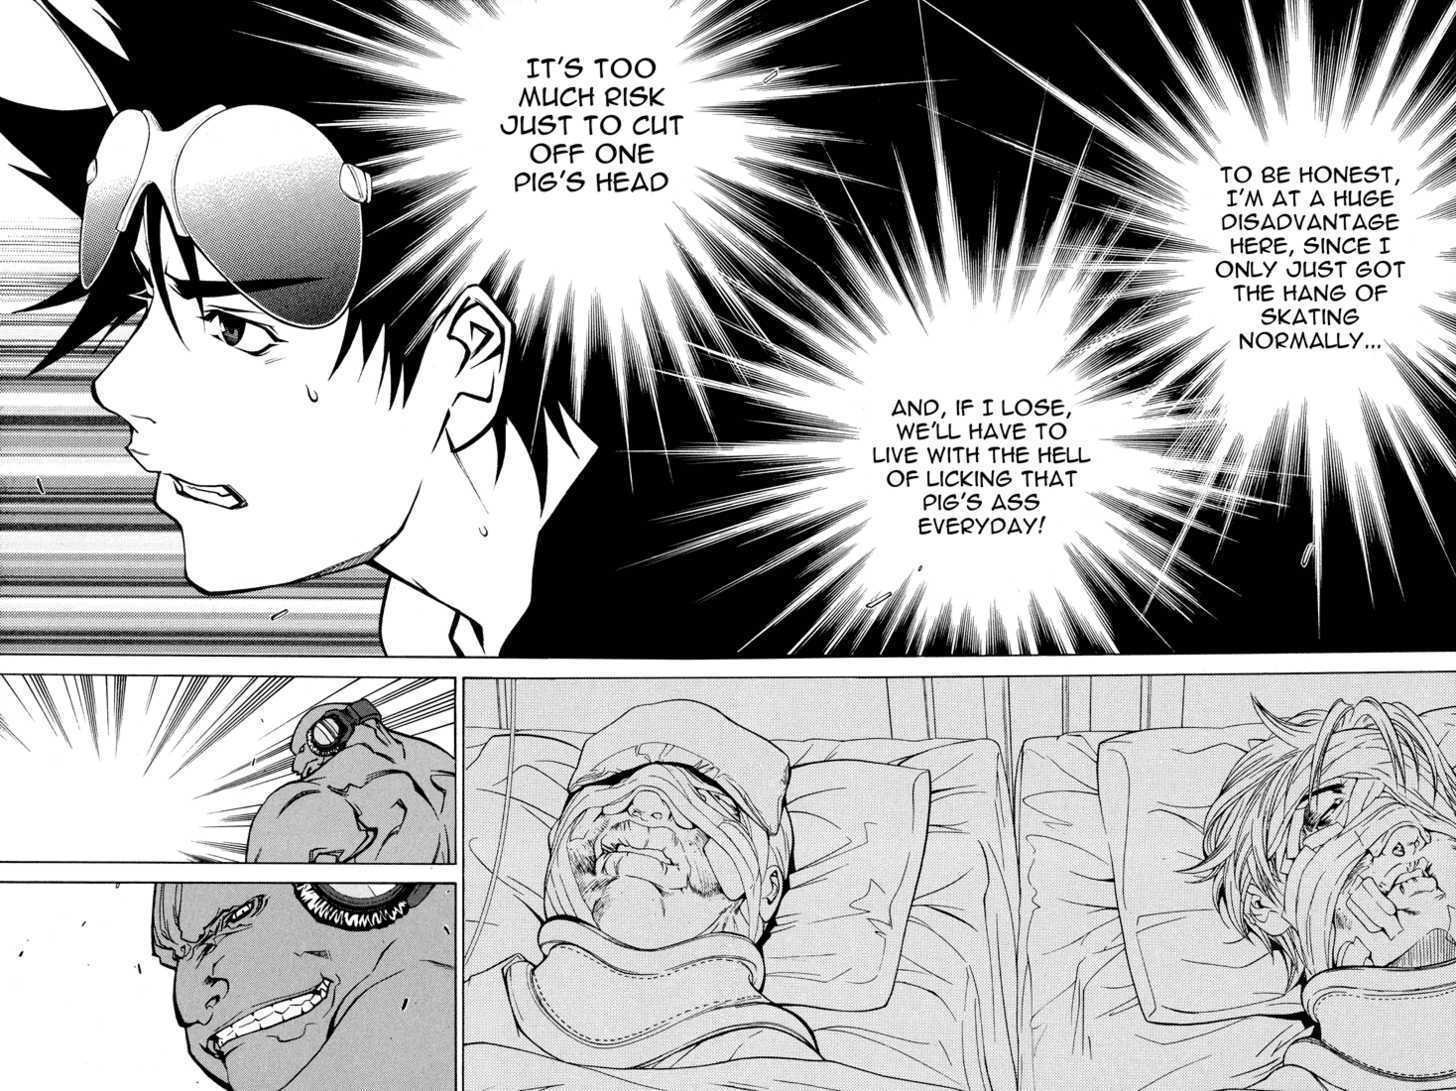 TO BE HONEST,
I'M AT A HUGE
DISADVANTAGE
HERE, SINCE I
ONLY JUST GOT
THE HANG OF
SKATING
NORMALLY...
AND, IF I LOSE,
WE'LL HAVE TO
LIVE WITH THE HELL
OF LICKING THAT
PIG'S ASS
EVERYDAY!
IT'S TOO
MUCH RISK
JUST TO CUT
OFF ONE
PIG'S HEAD